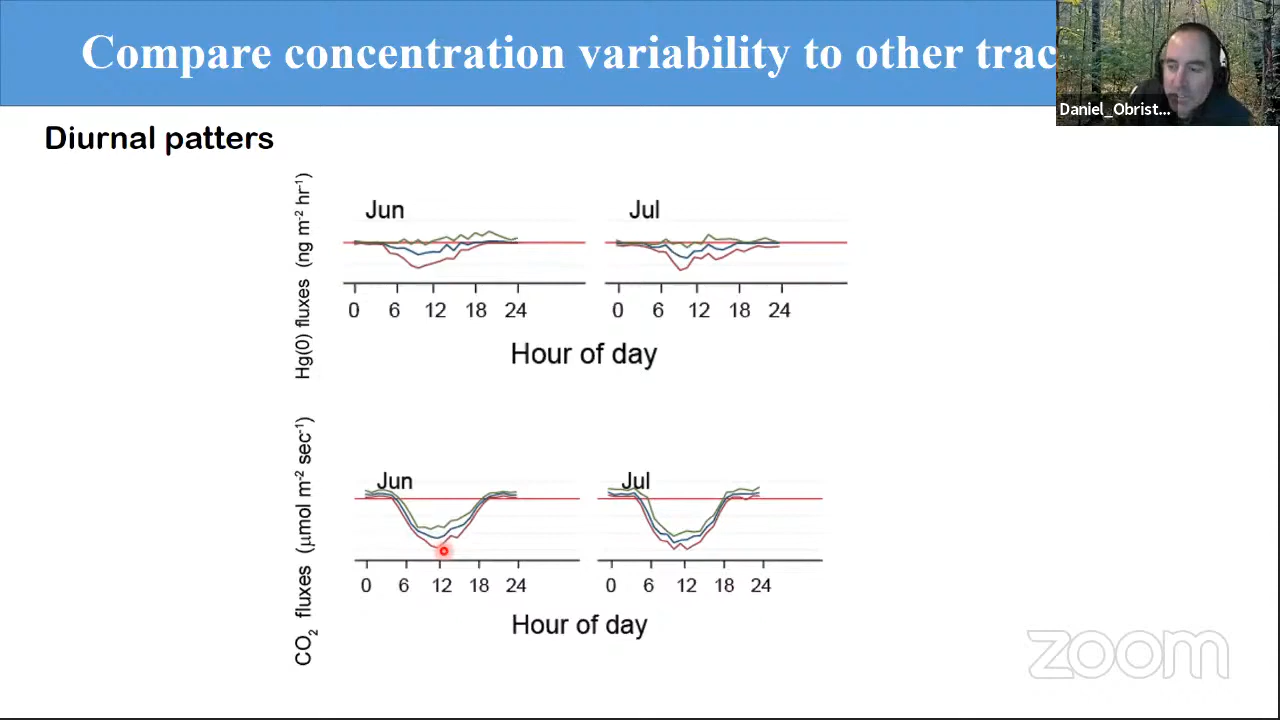 Compare concentration variability to other trac
Daniel_Obrist...
Diurnal patters
Hg(0) fluxes (ng m⁻² hr⁻¹)
Jun
Jul
0 6 12 18 24
0 6 12 18 24
Hour of day
CO₂ fluxes (μmol m⁻² sec⁻¹)
Jun
Jul
0 6 12 18 24
0 6 12 18 24
Hour of day
zoom